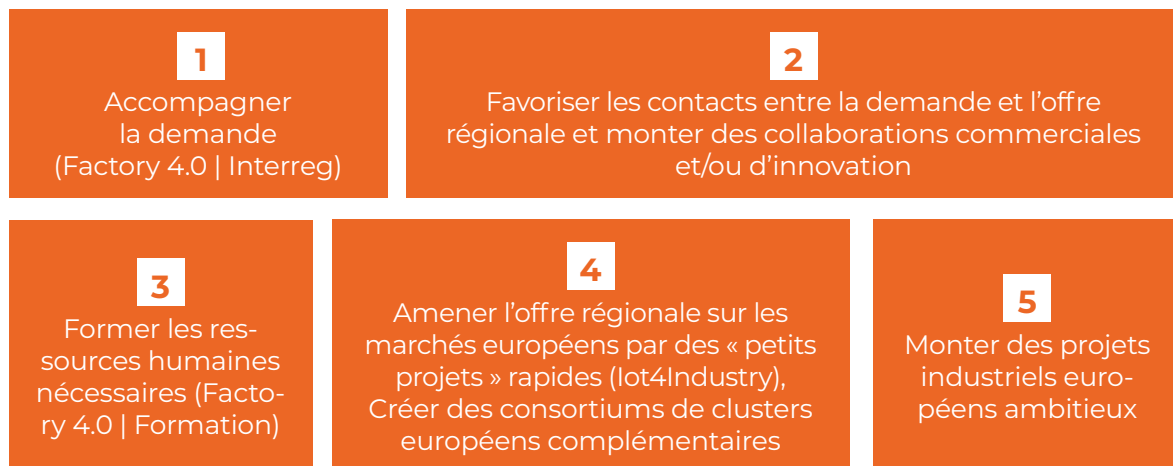 1
Accompagner
la demande
(Factory 4.0 | Interreg)
2
Favoriser les contacts entre la demande et l’offre
régionale et monter des collaborations commerciales
et/ou d’innovation
3
Former les res-
sources humaines
nécessaires (Facto-
ry 4.0 | Formation)
4
Amener l’offre régionale sur les
marchés européens par des « petits
projets » rapides (Iot4Industry),
Créer des consortiums de clusters
européens complémentaires
5
Monter des projets
industriels euro-
péens ambitieux